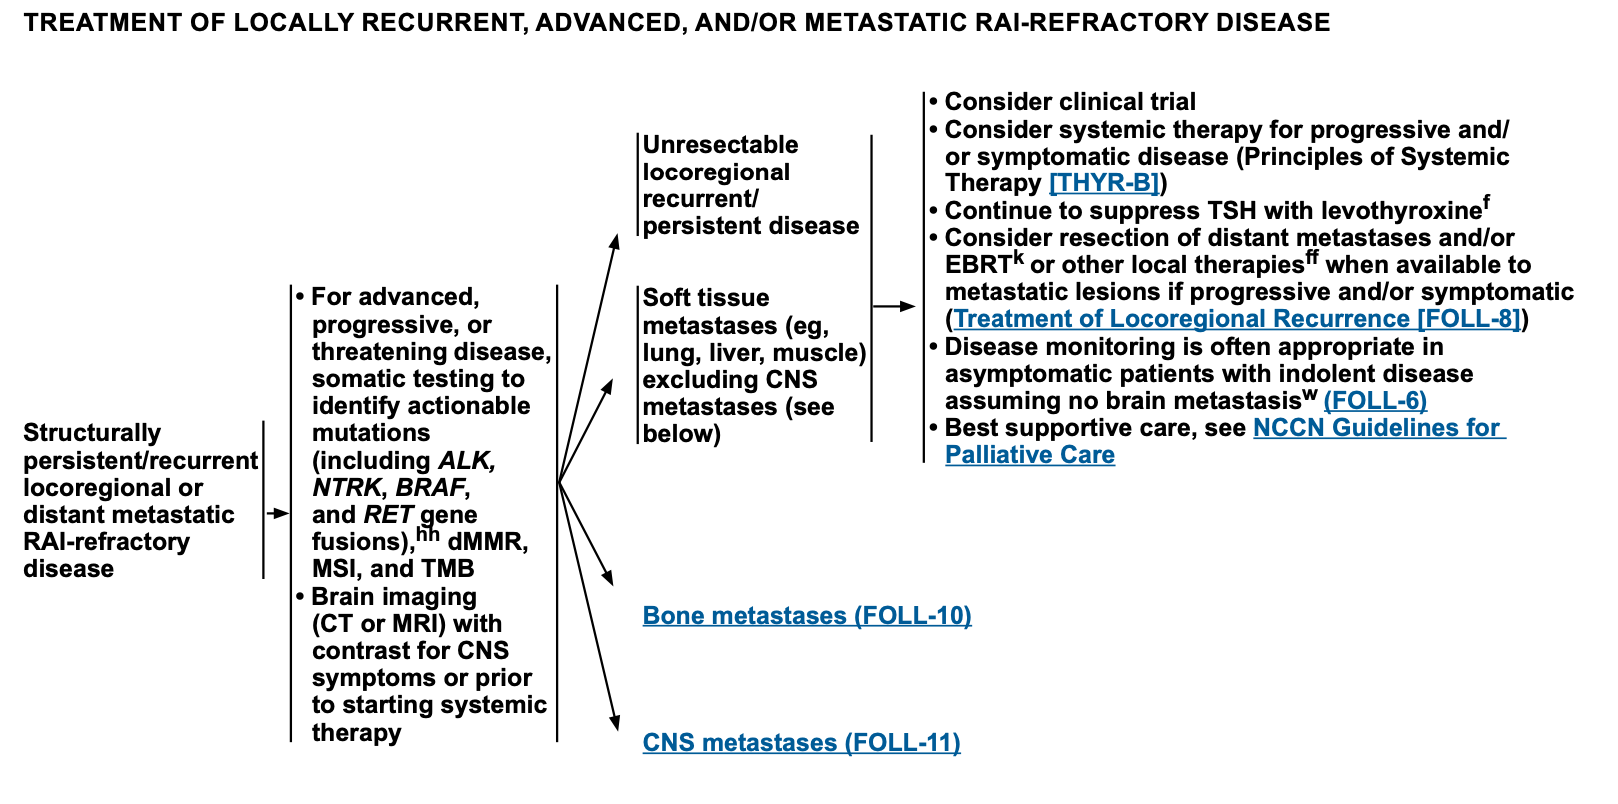 TREATMENT OF LOCALLY RECURRENT, ADVANCED, AND/OR METASTATIC RAI-REFRACTORY DISEASE
Structurally
persistent/recurrent
locoregional or
distant metastatic
RAI-refractory
disease
• For advanced,
progressive, or
threatening disease,
somatic testing to
identify actionable
mutations
(including ALK,
NTRK, BRAF,
and RET gene
fusions),hh dMMR,
MSI, and TMB
• Brain imaging
(CT or MRI) with
contrast for CNS
symptoms or prior
to starting systemic
therapy
Unresectable
locoregional
recurrent/
persistent disease
Soft tissue
metastases (eg,
lung, liver, muscle)
excluding CNS
metastases (see
below)
• Consider clinical trial
• Consider systemic therapy for progressive and/
or symptomatic disease (Principles of Systemic
Therapy [THYR-B])
• Continue to suppress TSH with levothyroxinef
• Consider resection of distant metastases and/or
EBRTk or other local therapiesff when available to
metastatic lesions if progressive and/or symptomatic
(Treatment of Locoregional Recurrence [FOLL-8])
• Disease monitoring is often appropriate in
asymptomatic patients with indolent disease
assuming no brain metastasisw (FOLL-6)
• Best supportive care, see NCCN Guidelines for
Palliative Care
Bone metastases (FOLL-10)
CNS metastases (FOLL-11)